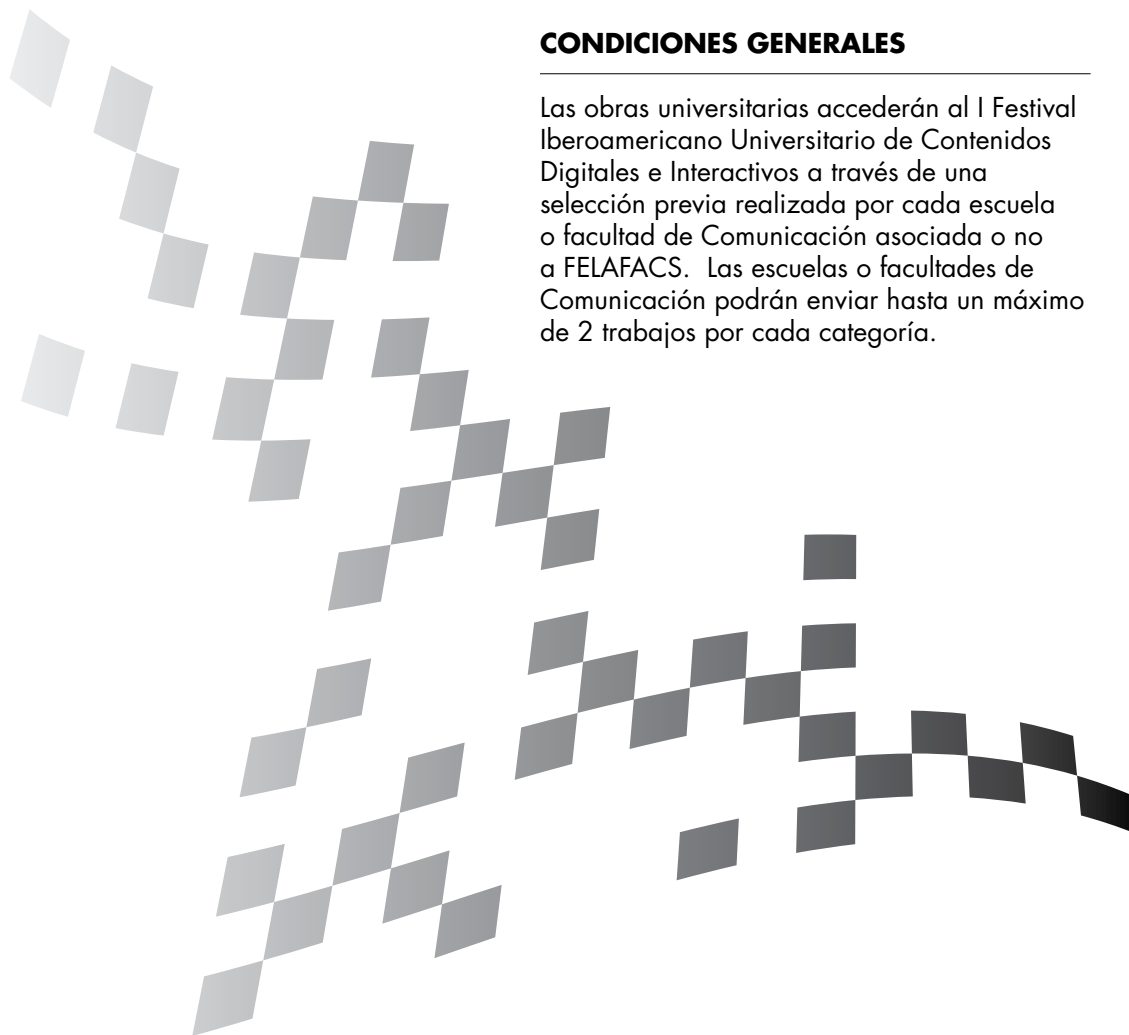 CONDICIONES GENERALES
Las obras universitarias accederán al I Festival
Iberoamericano Universitario de Contenidos
Digitales e Interactivos a través de una
selección previa realizada por cada escuela
o facultad de Comunicación asociada o no
a FELAFACS.  Las escuelas o facultades de
Comunicación podrán enviar hasta un máximo
de 2 trabajos por cada categoría.